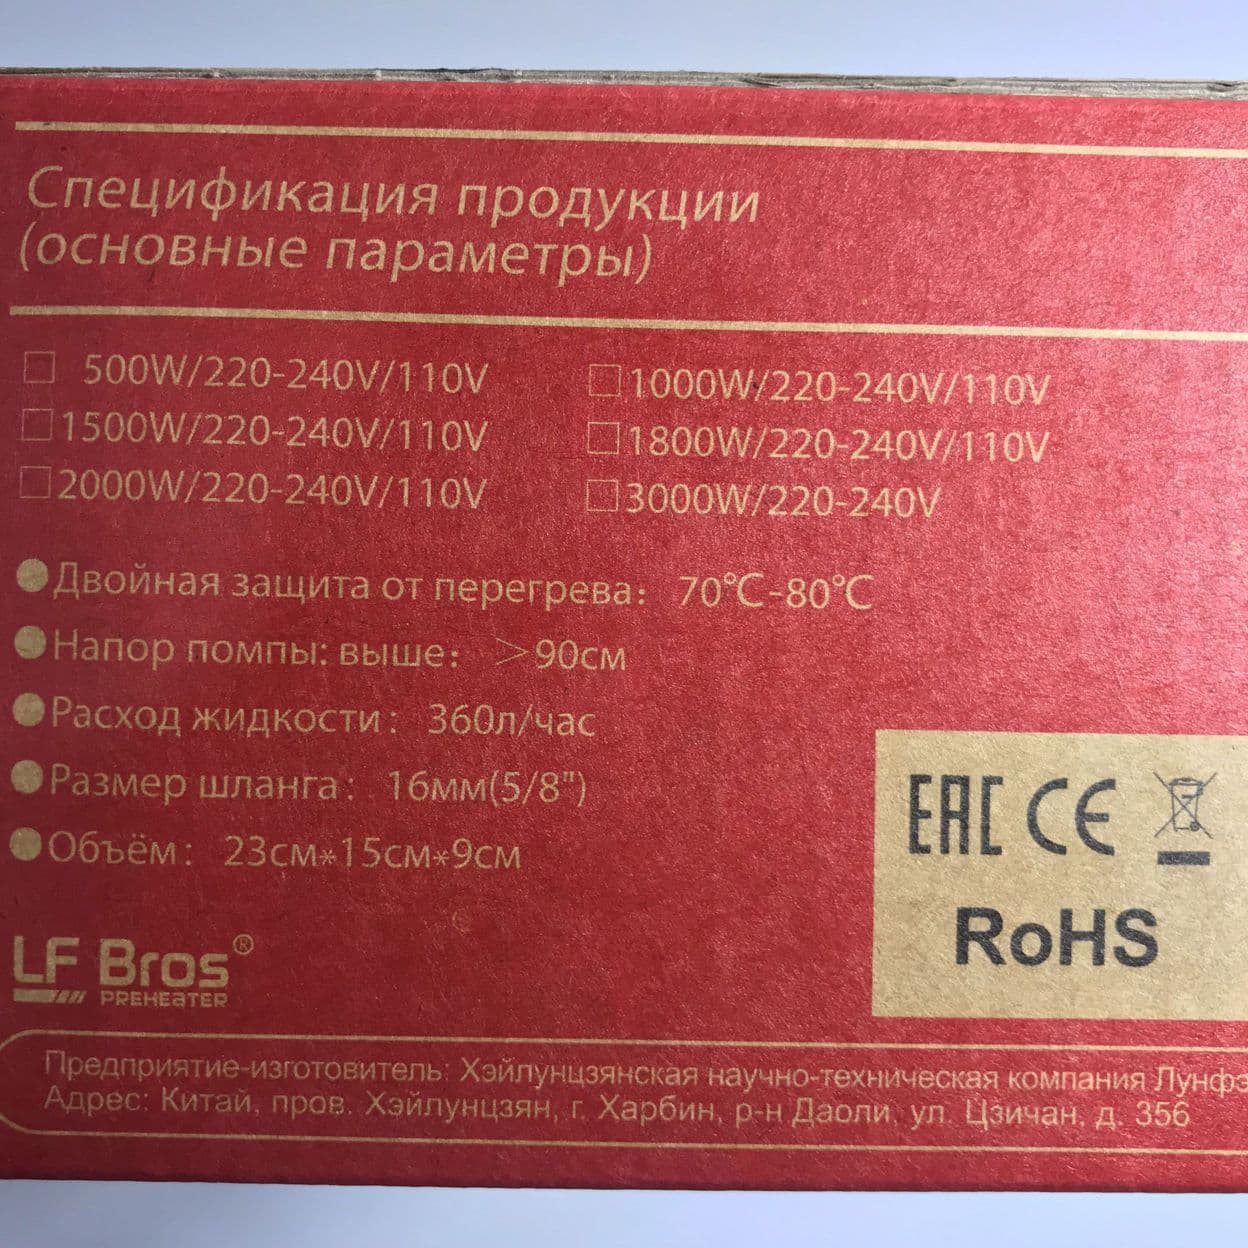 Спецификация продукции
(основные параметры)
500W/220-240V/110V
1000W/220-240V/110V
1500W/220-240V/110V
1800W/220-240V/110V
2000W/220-240V/110V
3000W/220-240V
Двойная защита от перегрева: 70℃-80℃
Напор помпы: выше: >90см
Расход жидкости: 360л/час
Размер шланга: 16мм(5/8")
Объём: 23см*15см*9см
EAC CE
RoHS
LF Bros®
PREHEATER
Предприятие-изготовитель: Хэйлунцзянская научно-техническая компания Лунфэ
Адрес: Китай, пров. Хэйлунцзян, г. Харбин, р-н Даоли, ул. Цзичан, д. 356